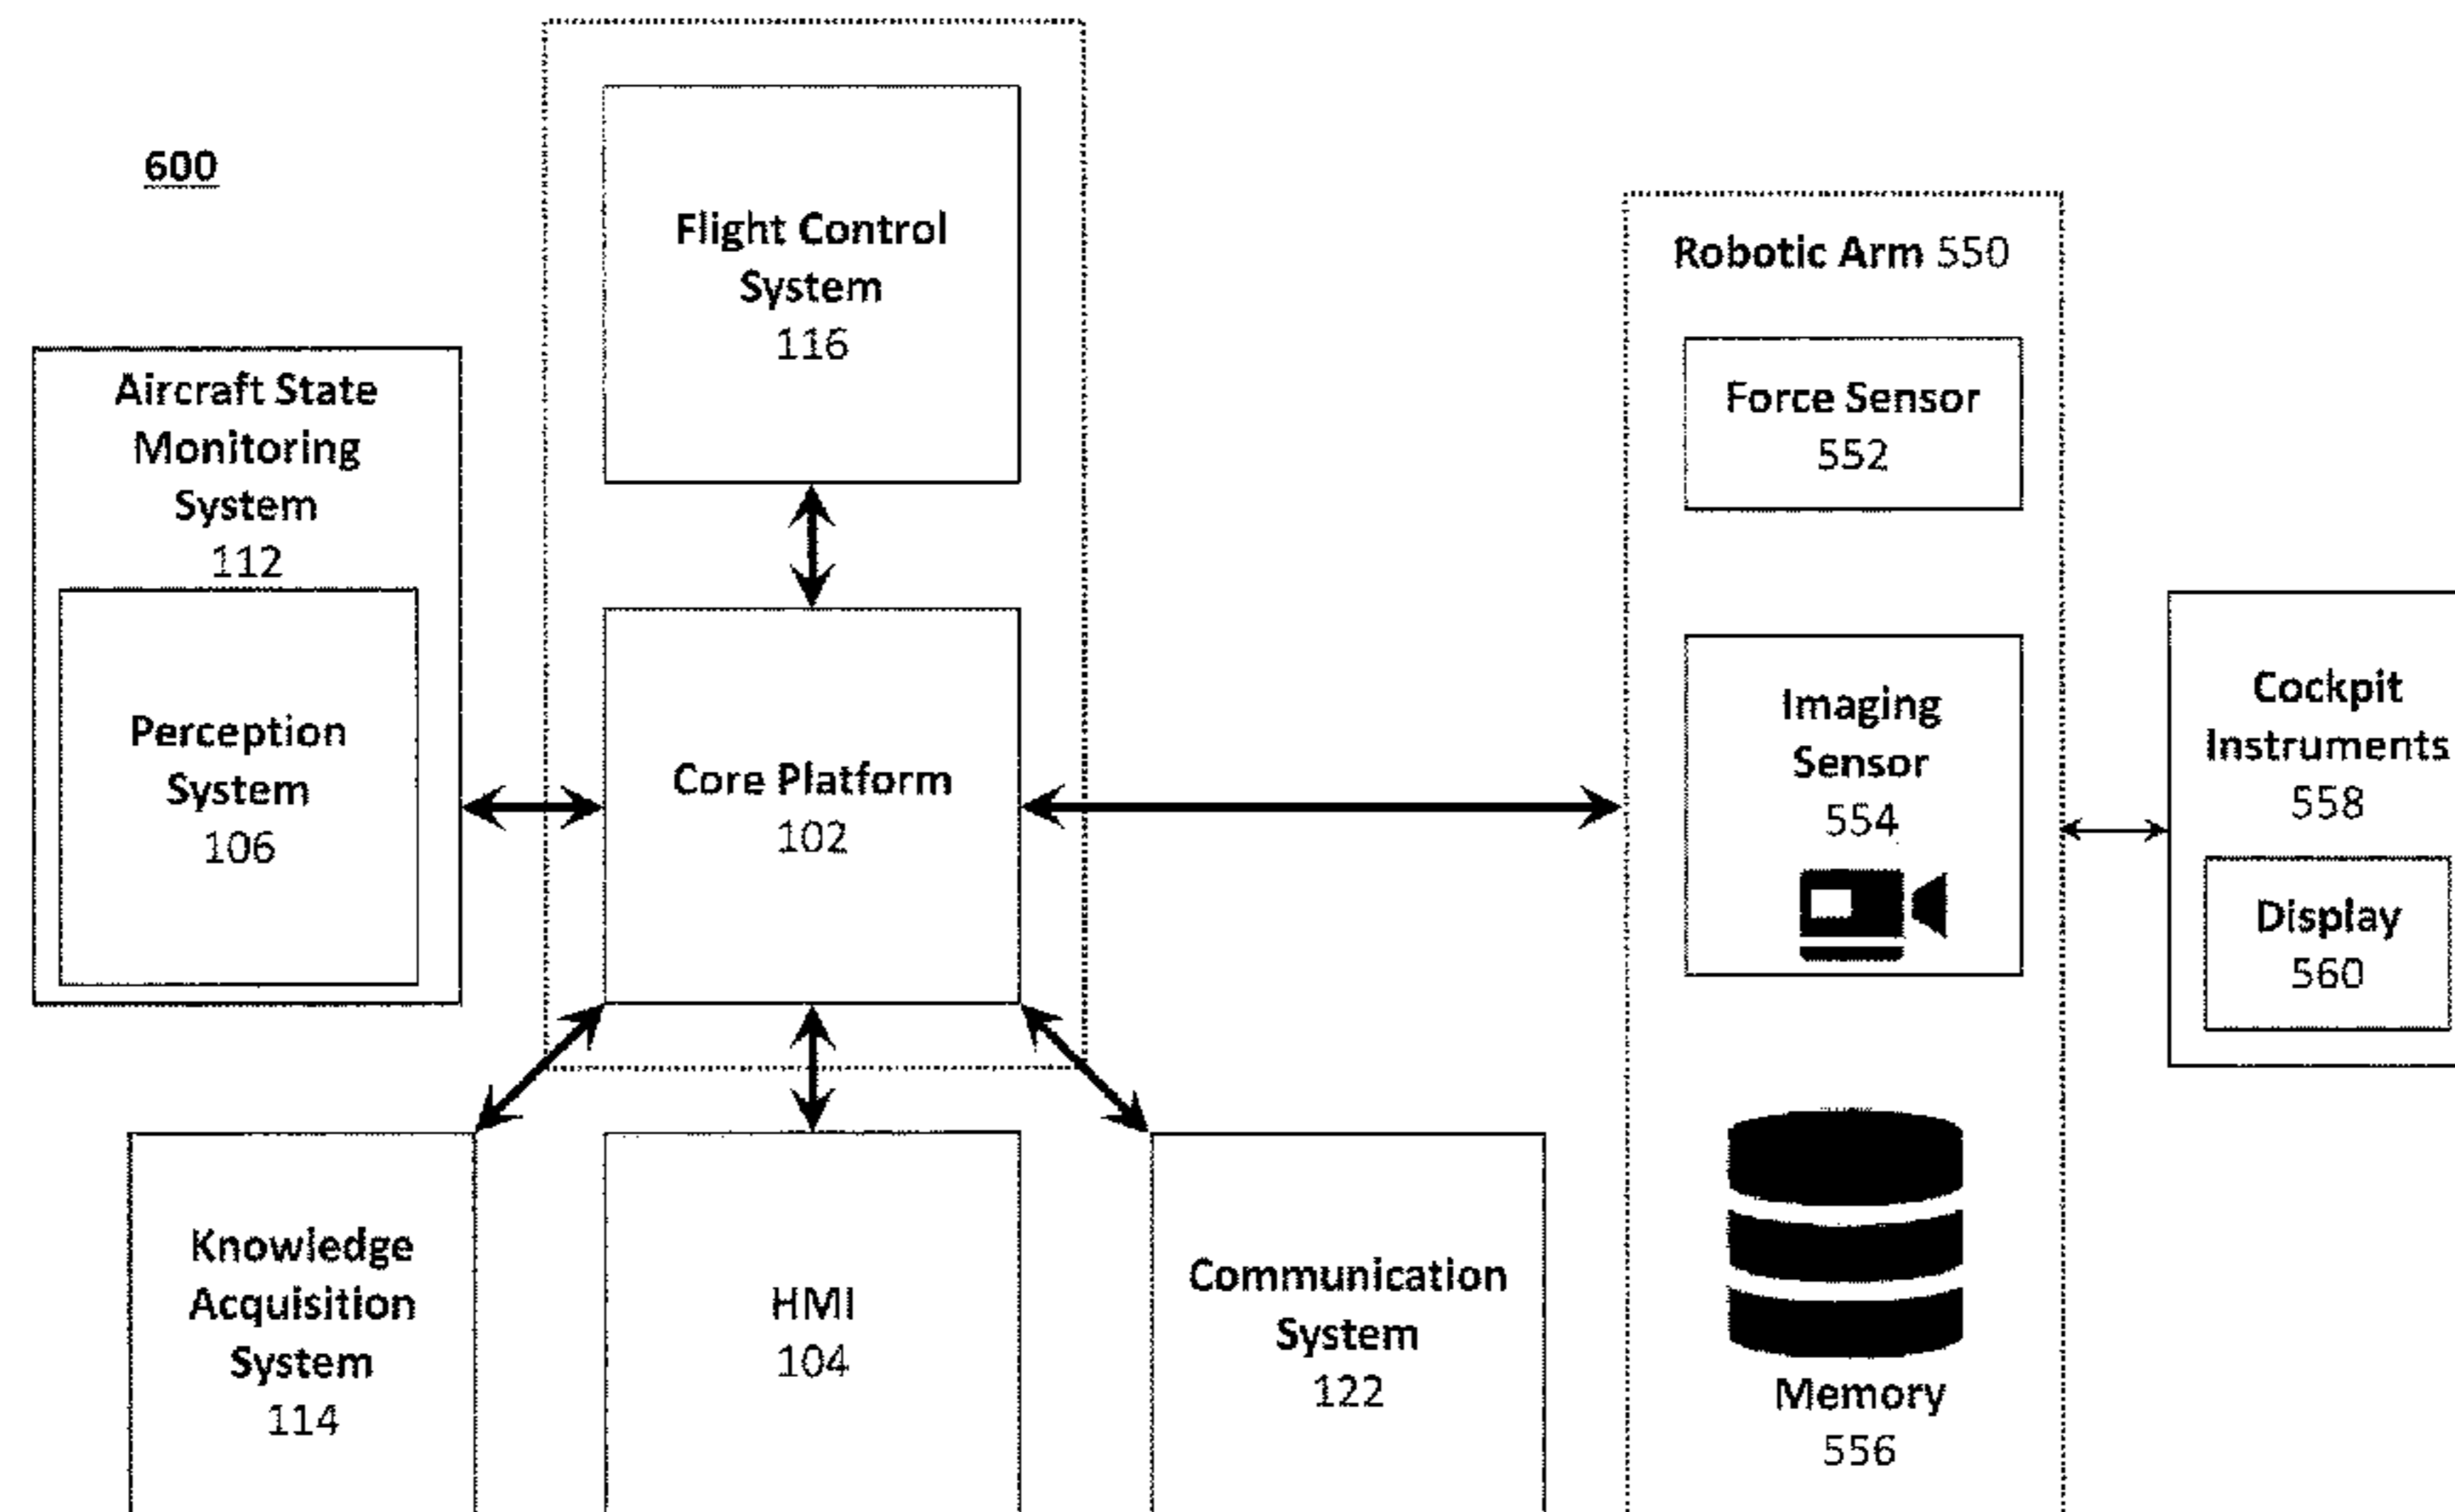 600
Flight Control
System
116
Aircraft State
Monitoring
System
112
Perception
System
106
Core Platform
102
Robotic Arm 550
Force Sensor
552
Imaging
Sensor
554
Cockpit
Instruments
558
Display
560
Knowledge
Acquisition
System
114
HMI
104
Communication
System
122
Memory
556